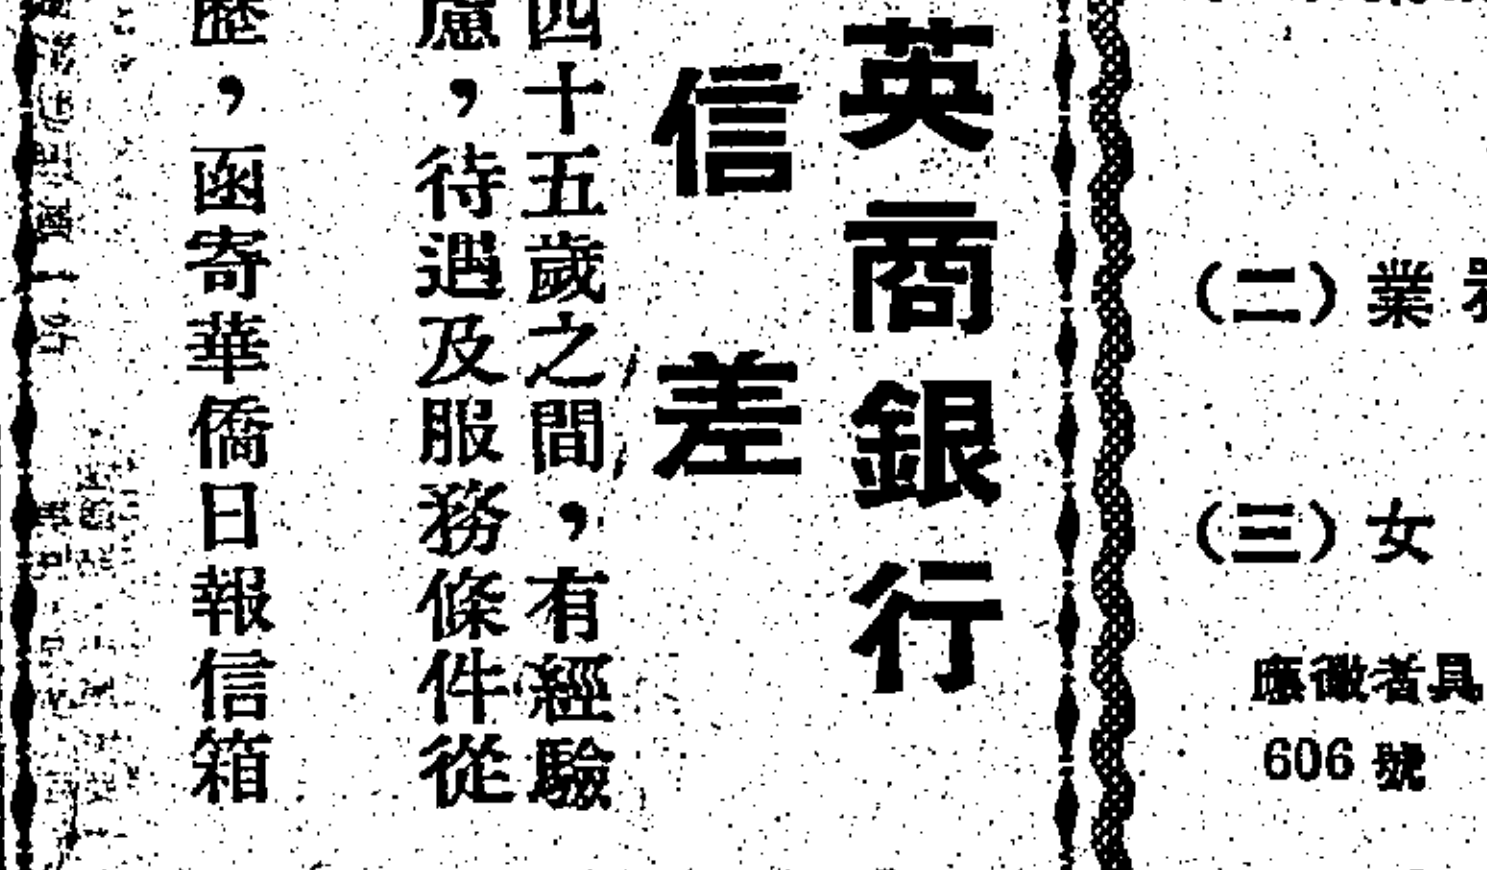 (二)業
(三)女
應徵者具
606 號
英商銀行
信差
四十五歲之間,有經驗
慮,待遇及服務條件從
歷,函寄華僑日報信箱